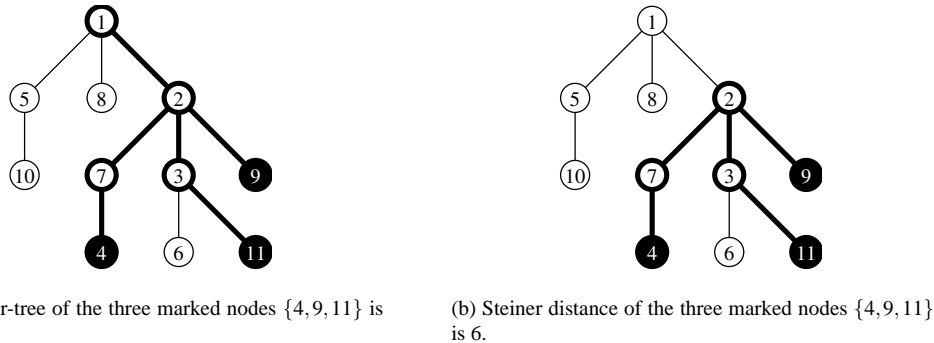 1 1
5 8 2 5 8 2
10 7 3 9 10 7 3 9
4 6 11 4 6 11
r-tree of the three marked nodes {4, 9, 11} is
(b) Steiner distance of the three marked nodes {4, 9, 11}
is 6.